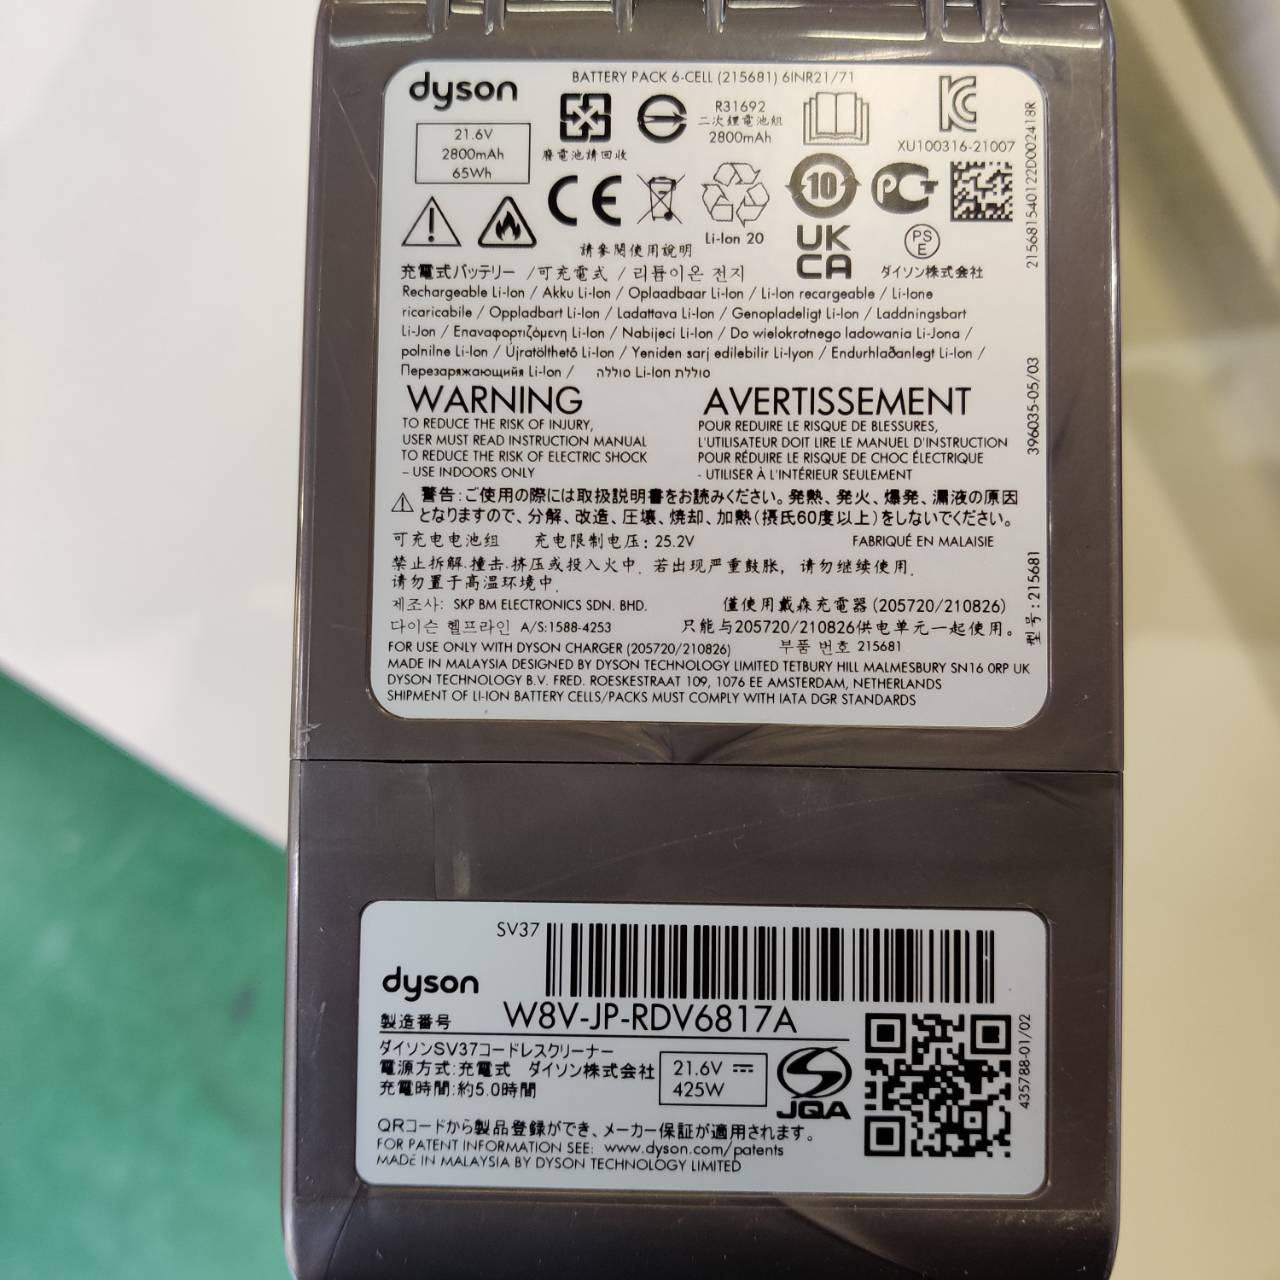 dyson
BATTERY PACK 6-CELL (215681) 6INR21/71
21.6V
2800mAh
65Wh
廢電池請回收
R31692
二次鋰電池組
2800mAh
XU100316-21007
CE
請參閱使用說明
Li-Ion 20
10
UK
CA
PS
E
ダイソン株式会社
215681540122D002418R
充電式バッテリー /可充電式 / 리튬이온 전지
Rechargeable Li-Ion / Akku Li-Ion / Oplaadbaar Li-Ion / Li-Ion recargeable / Li-Ione
ricaricabile / Oppladbart Li-Ion / Ladattava Li-Ion / Genopladeligt Li-Ion / Laddningsbart
Li-Jon / Επαναφορτιζόμενη Li-Ion / Nabíjecí Li-Ion / Do wielokrotnego ładowania Li-Jona /
polnilne Li-Ion / Újratölthető Li-Ion / Yeniden şarj edilebilir Li-lyon / Endurhlaðanlegt Li-Ion /
Перезаряжающийся Li-Ion / סוללה Li-Ion סוללת
WARNING
TO REDUCE THE RISK OF INJURY,
USER MUST READ INSTRUCTION MANUAL
TO REDUCE THE RISK OF ELECTRIC SHOCK
– USE INDOORS ONLY
AVERTISSEMENT
POUR REDUIRE LE RISQUE DE BLESSURES,
L'UTILISATEUR DOIT LIRE LE MANUEL D'INSTRUCTION
POUR RÉDUIRE LE RISQUE DE CHOC ÉLECTRIQUE
- UTILISER À L'INTÉRIEUR SEULEMENT
396035-05/03
警告:ご使用の際には取扱説明書をお読みください。発熱、発火、爆発、漏液の原因
となりますので、分解、改造、圧壊、焼却、加熱(摂氏60度以上)をしないでください。
可充电电池组 充电限制电压: 25.2V FABRIQUÉ EN MALAISIE
禁止拆解.撞击.挤压或投入火中. 若出现严重鼓胀, 请勿继续使用.
请勿置于高温环境中.
제조사: SKP BM ELECTRONICS SDN. BHD. 僅使用戴森充電器 (205720/210826)
다이슨 헬프라인 A/S:1588-4253 只能与205720/210826供电单元一起使用。
FOR USE ONLY WITH DYSON CHARGER (205720/210826) 부품 번호 215681
MADE IN MALAYSIA DESIGNED BY DYSON TECHNOLOGY LIMITED TETBURY HILL MALMESBURY SN16 0RP UK
DYSON TECHNOLOGY B.V. FRED. ROESKESTRAAT 109, 1076 EE AMSTERDAM, NETHERLANDS
SHIPMENT OF LI-ION BATTERY CELLS/PACKS MUST COMPLY WITH IATA DGR STANDARDS
型号: 215681
SV37
dyson
製造番号 W8V-JP-RDV6817A
ダイソンSV37コードレスクリーナー
電源方式:充電式 ダイソン株式会社
充電時間:約5.0時間
21.6V
425W
JQA
QRコードから製品登録ができ、メーカー保証が適用されます。
FOR PATENT INFORMATION SEE: www.dyson.com/patents
MADE IN MALAYSIA BY DYSON TECHNOLOGY LIMITED
435788-01/02